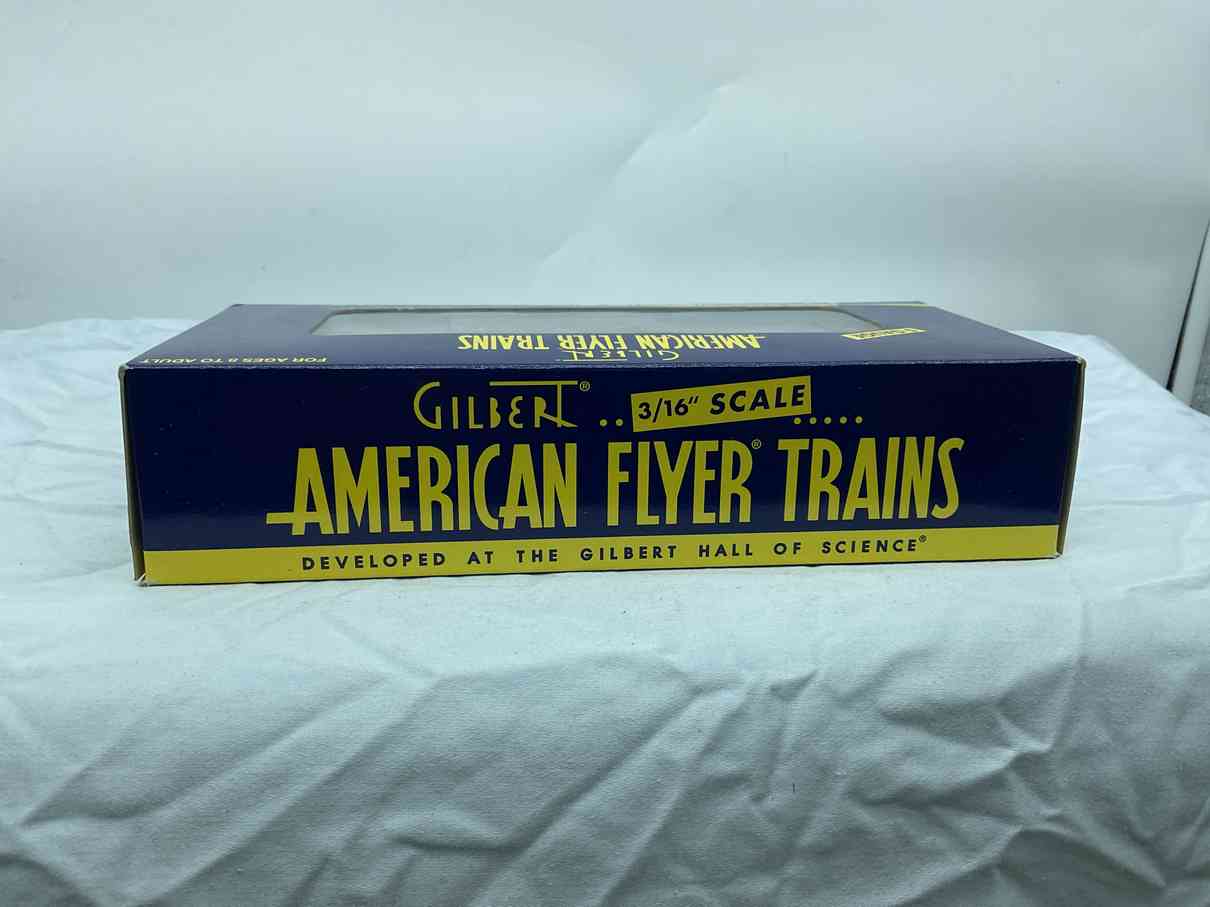 S GAUGE
GILBERT
AMERICAN FLYER TRAINS
FOR AGES 8 TO ADULT
GILBERT® .. 3/16" SCALE .....
AMERICAN FLYER® TRAINS
DEVELOPED AT THE GILBERT HALL OF SCIENCE®